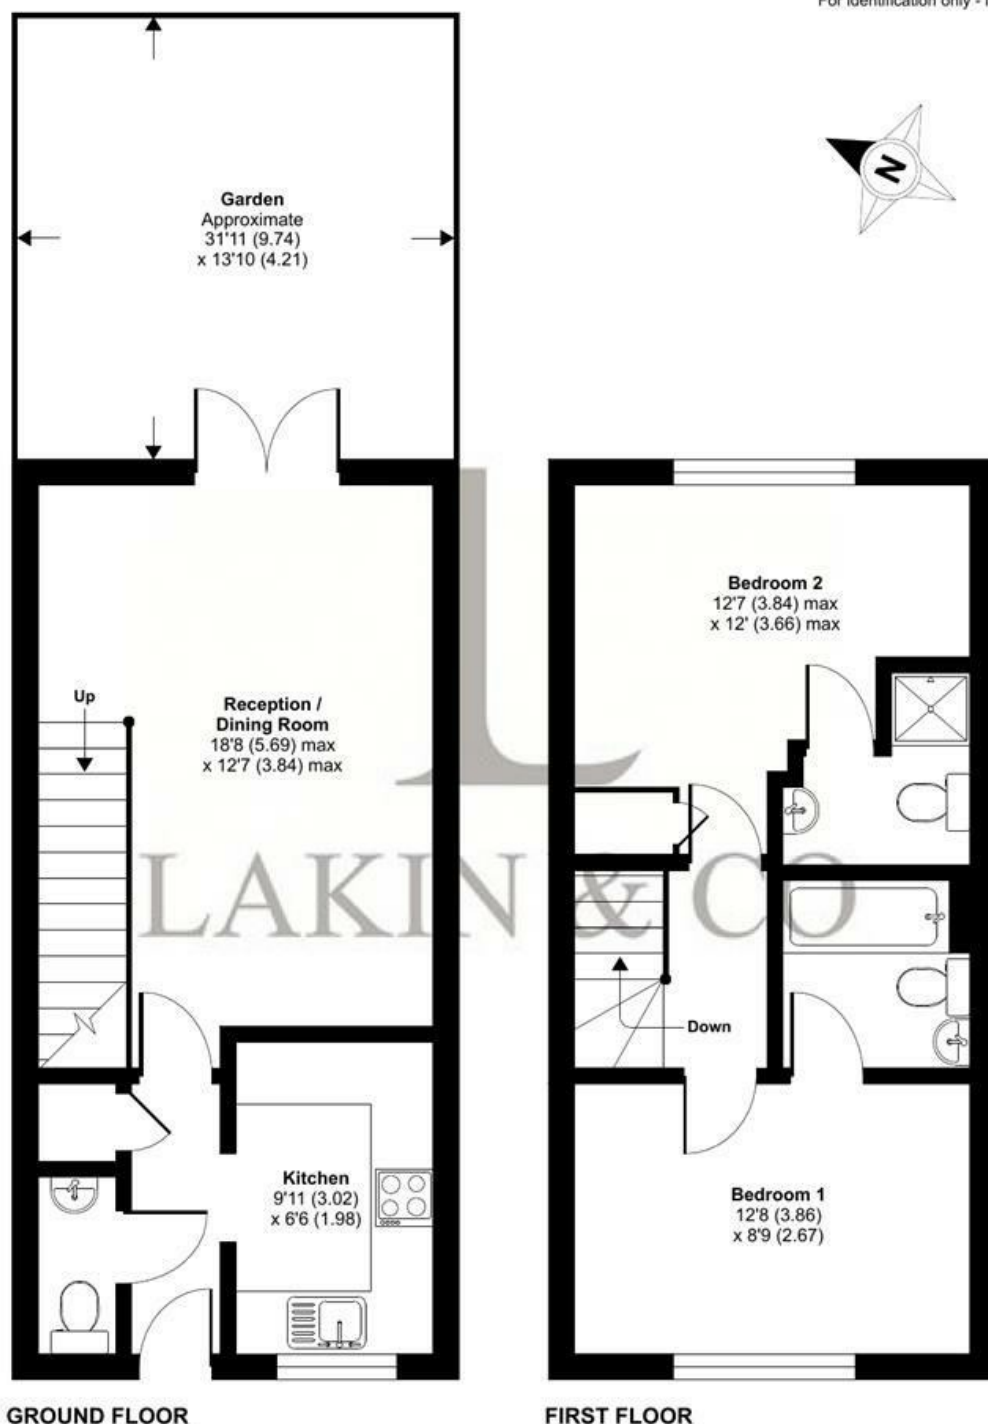 For identification only -
N
Garden
Approximate
31'11 (9.74)
x 13'10 (4.21)
Up
Reception /
Dining Room
18'8 (5.69) max
x 12'7 (3.84) max
Kitchen
9'11 (3.02)
x 6'6 (1.98)
Bedroom 2
12'7 (3.84) max
x 12' (3.66) max
Down
Bedroom 1
12'8 (3.86)
x 8'9 (2.67)
L
LAKIN & CO
GROUND FLOOR
FIRST FLOOR